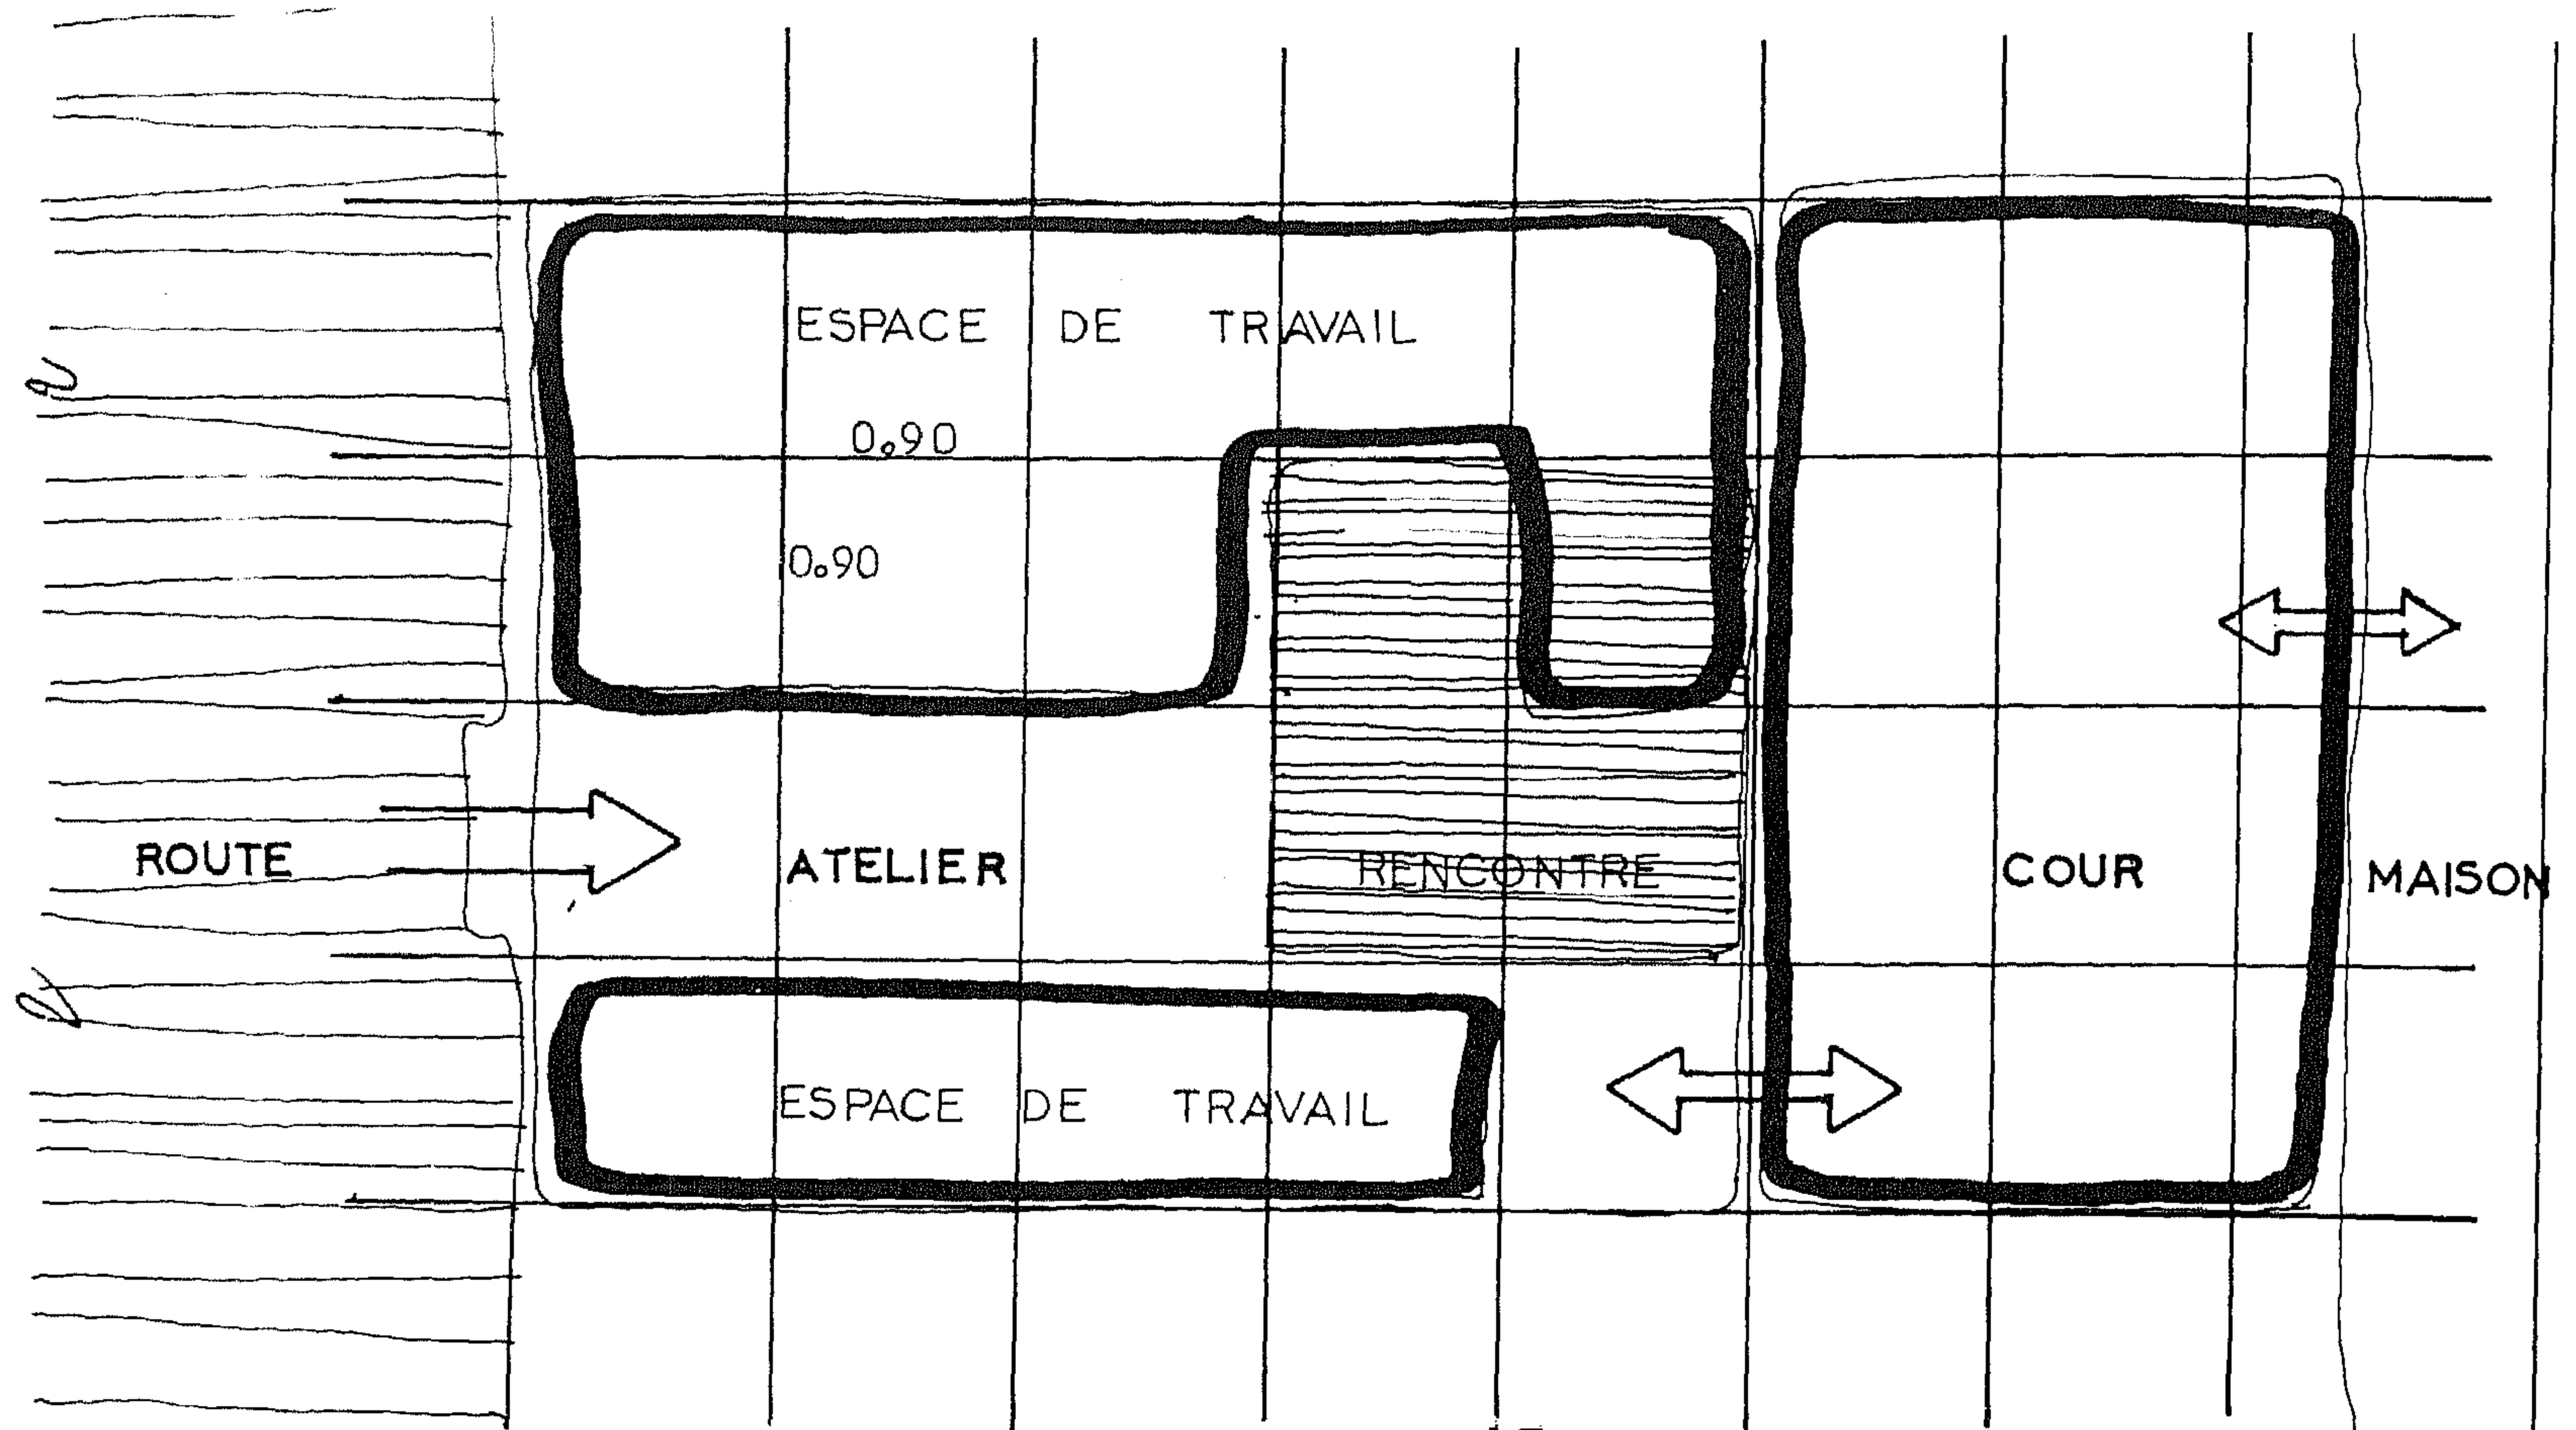 ESPACE DE TRAVAIL
0.90
0.90
ROUTE
ATELIER
RENCONTRE
COUR
MAISON
ESPACE DE TRAVAIL